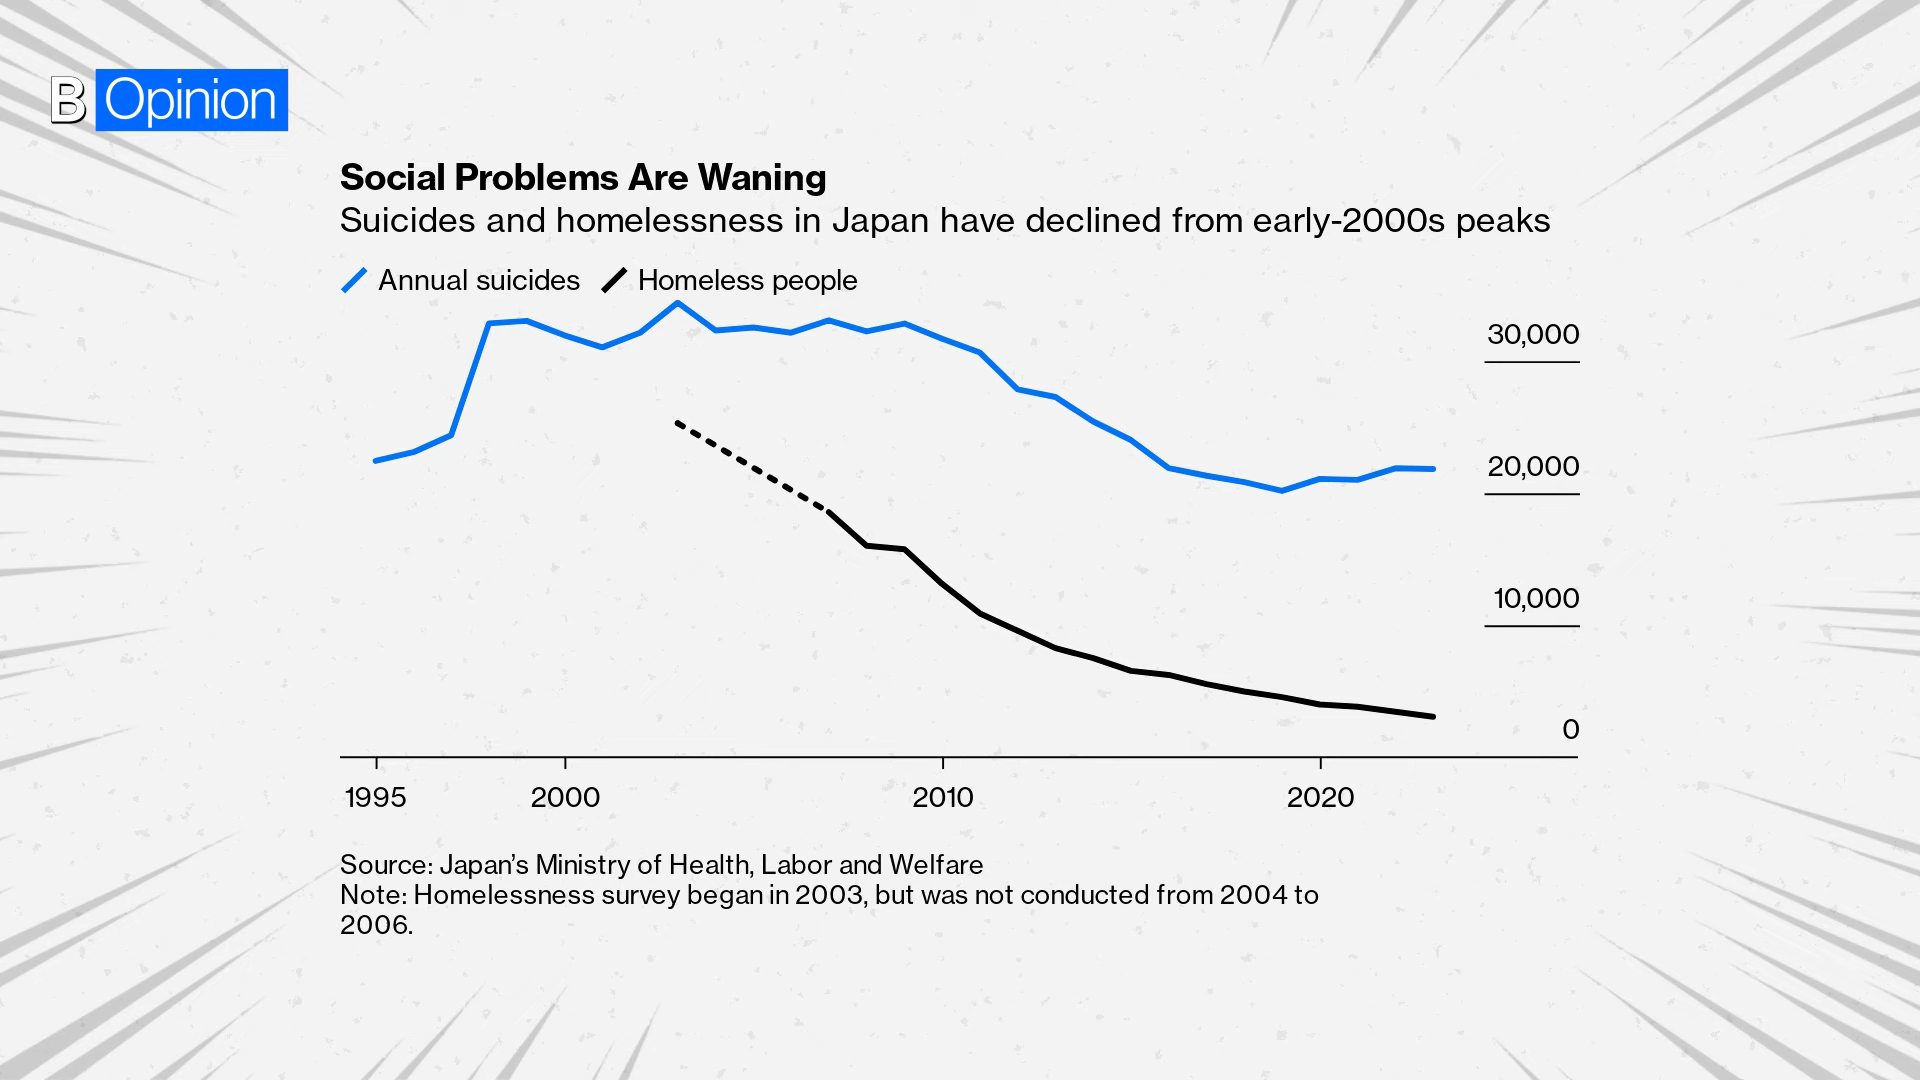 B Opinion
Social Problems Are Waning
Suicides and homelessness in Japan have declined from early-2000s peaks
Annual suicides Homeless people
30,000
20,000
10,000
0
1995 2000 2010 2020
Source: Japan’s Ministry of Health, Labor and Welfare
Note: Homelessness survey began in 2003, but was not conducted from 2004 to
2006.